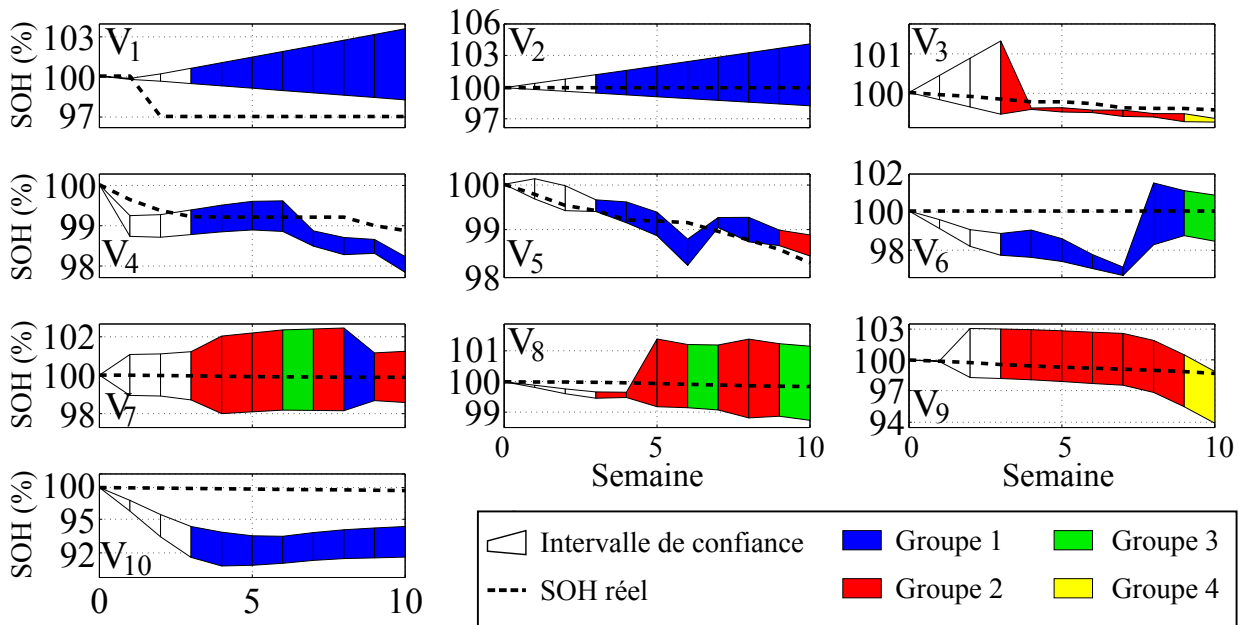 SOH (%)
103
100
97
V1
106
103
100
98
V2
101
100
V3
SOH (%)
100
99
98
V4
100
99
98
V5
102
100
98
V6
SOH (%)
102
100
98
V7
101
100
99
V8
0
5
10
Semaine
103
100
97
94
V9
0
5
10
Semaine
SOH (%)
100
95
92
V10
0
5
10
Intervalle de confiance
SOH réel
Groupe 1
Groupe 2
Groupe 3
Groupe 4